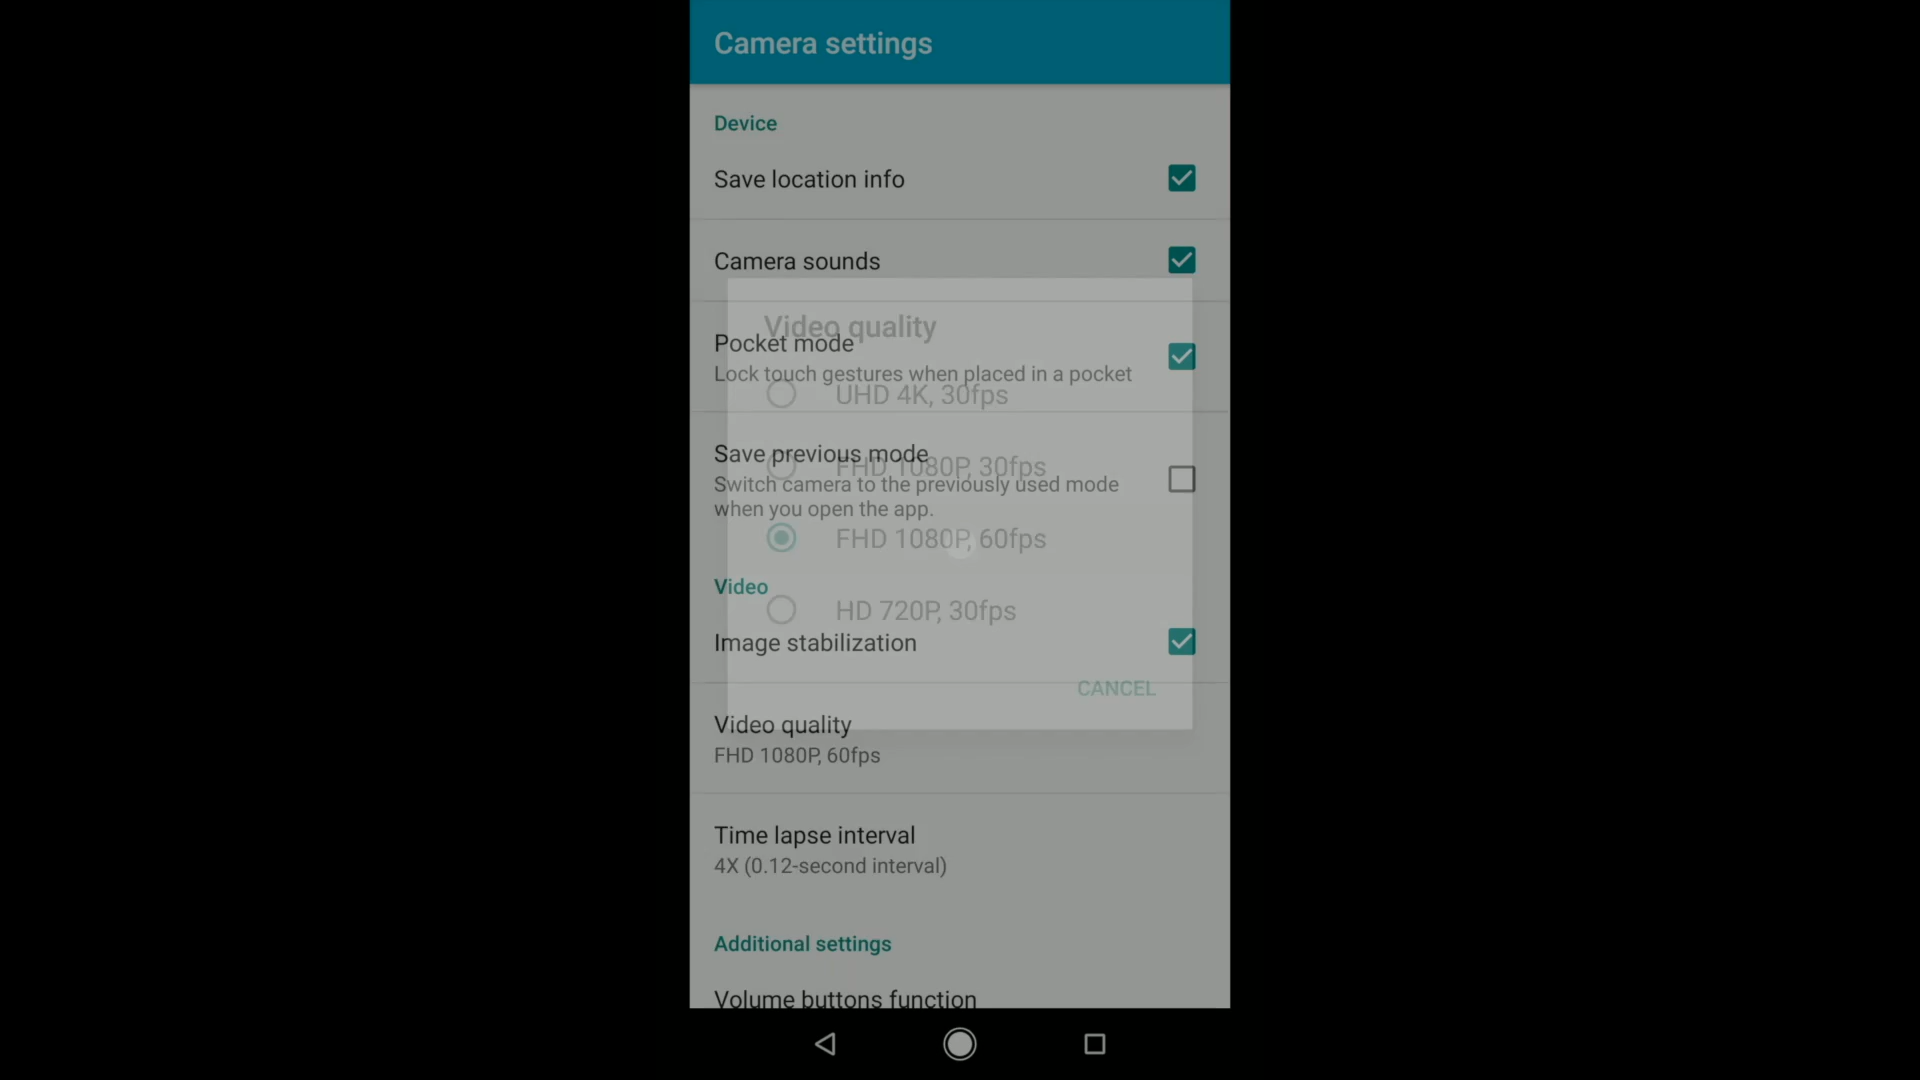 Camera settings
Device
Save location info
Camera sounds
Video quality
Pocket mode
Lock touch gestures when placed in a pocket
UHD 4K, 30fps
Save previous mode
FHD 1080P, 30fps
Switch camera to the previously used mode
when you open the app.
FHD 1080P, 60fps
Video
HD 720P, 30fps
Image stabilization
CANCEL
Video quality
FHD 1080P, 60fps
Time lapse interval
4X (0.12-second interval)
Additional settings
Volume buttons function